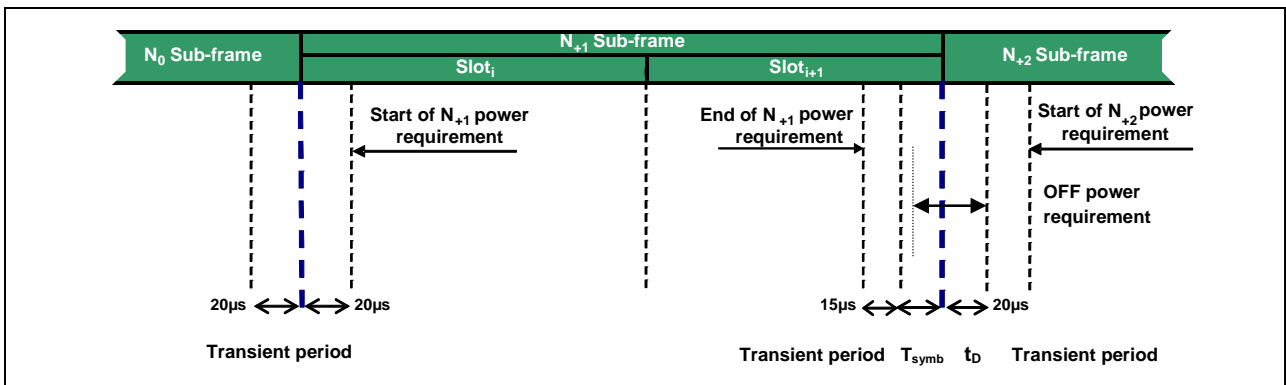 N₀ Sub-frame
N₊₁ Sub-frame
N₊₂ Sub-frame
Slotᵢ
Slotᵢ₊₁
Start of N₊₁ power
requirement
End of N₊₁ power
requirement
Start of N₊₂ power
requirement
OFF power
requirement
20µs
20µs
15µs
20µs
Transient period
Transient period
Tsymb
tD
Transient period